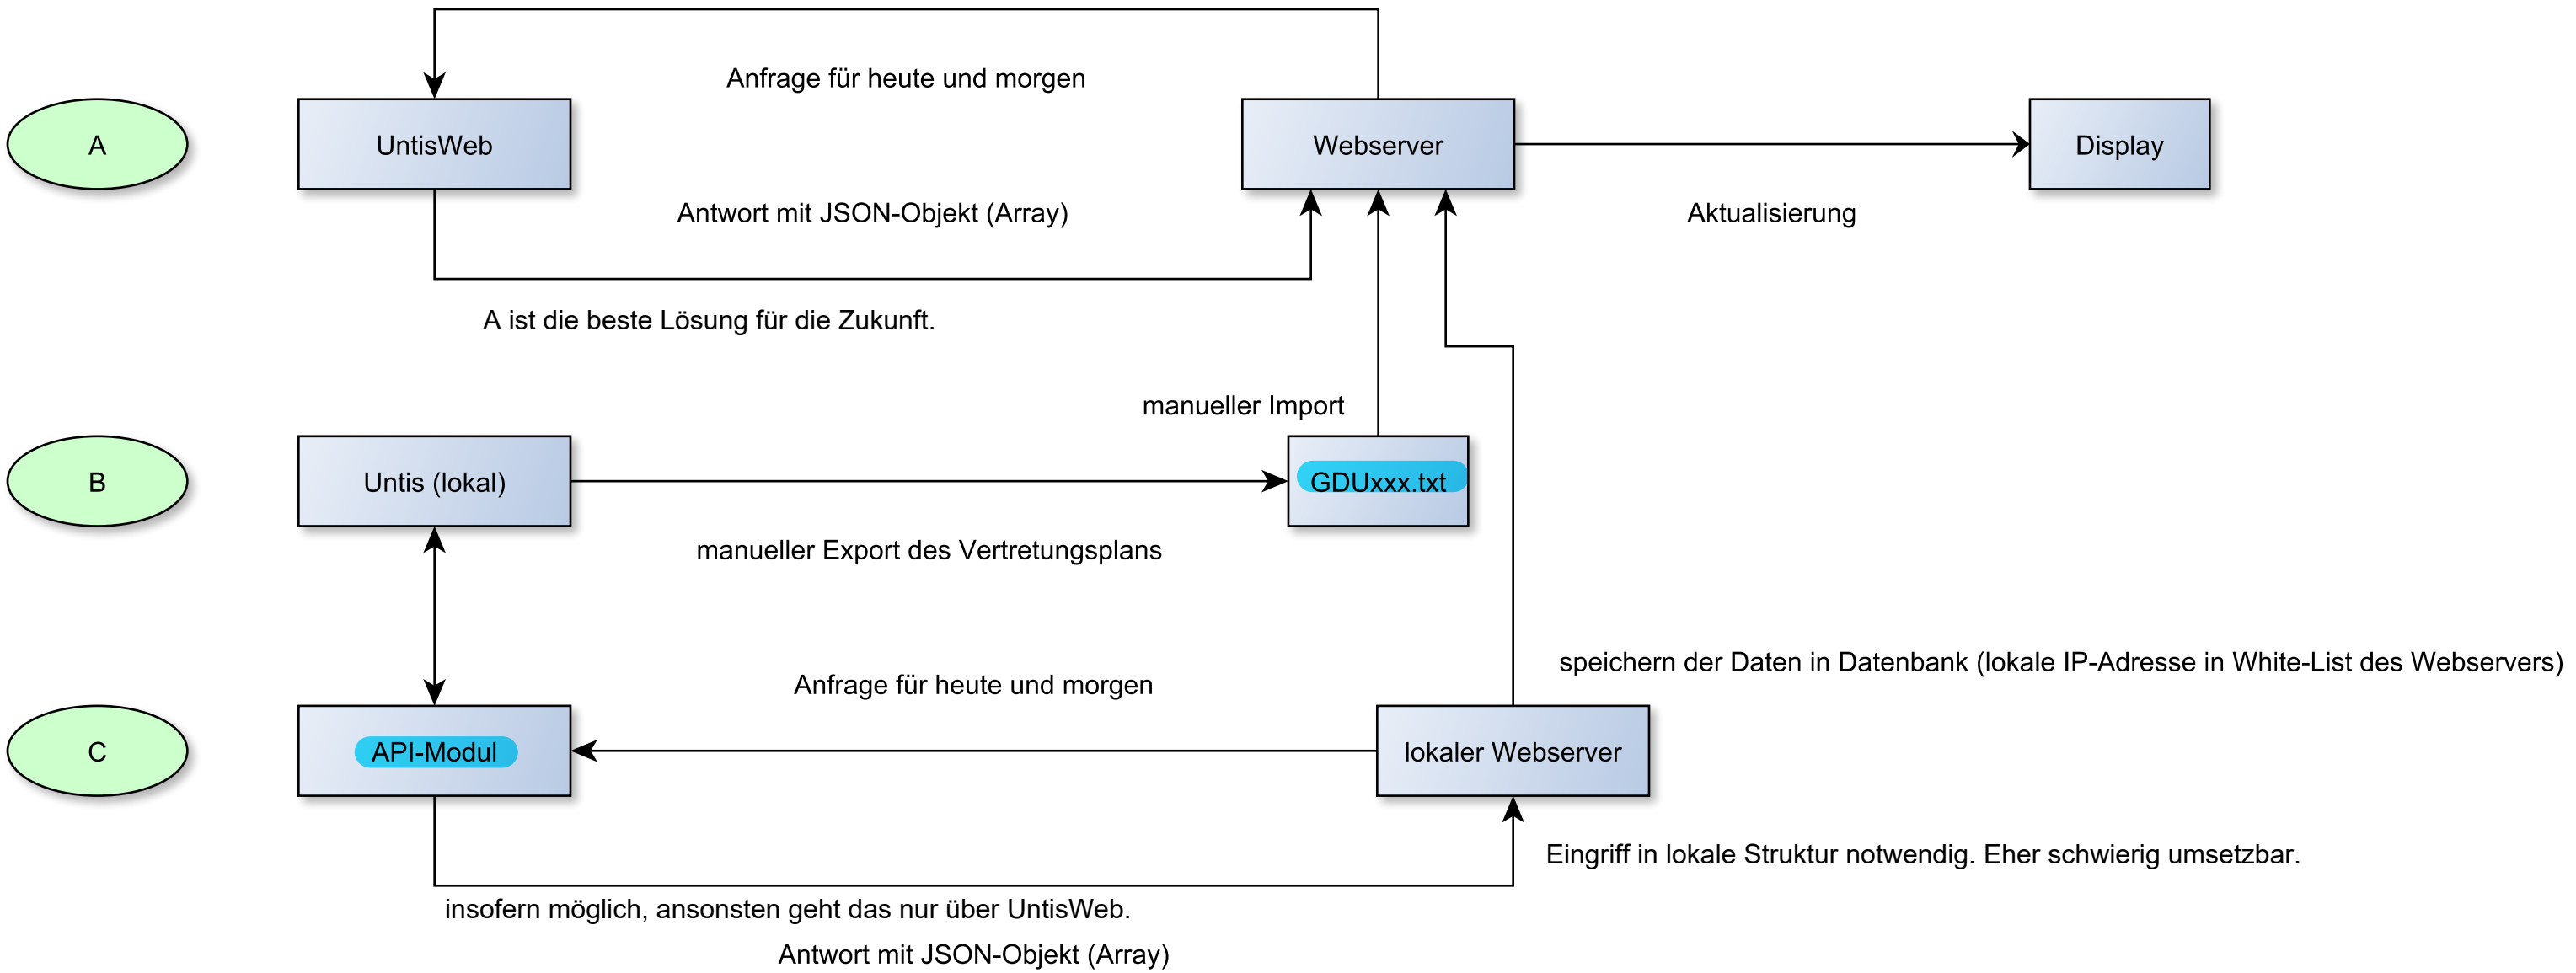 Anfrage für heute und morgen
A
UntisWeb
Webserver
Display
Antwort mit JSON-Objekt (Array)
Aktualisierung
A ist die beste Lösung für die Zukunft.
manueller Import
B
Untis (lokal)
GDUxxx.txt
manueller Export des Vertretungsplans
speichern der Daten in Datenbank (lokale IP-Adresse in White-List des Webservers)
Anfrage für heute und morgen
C
API-Modul
lokaler Webserver
Eingriff in lokale Struktur notwendig. Eher schwierig umsetzbar.
insofern möglich, ansonsten geht das nur über UntisWeb.
Antwort mit JSON-Objekt (Array)